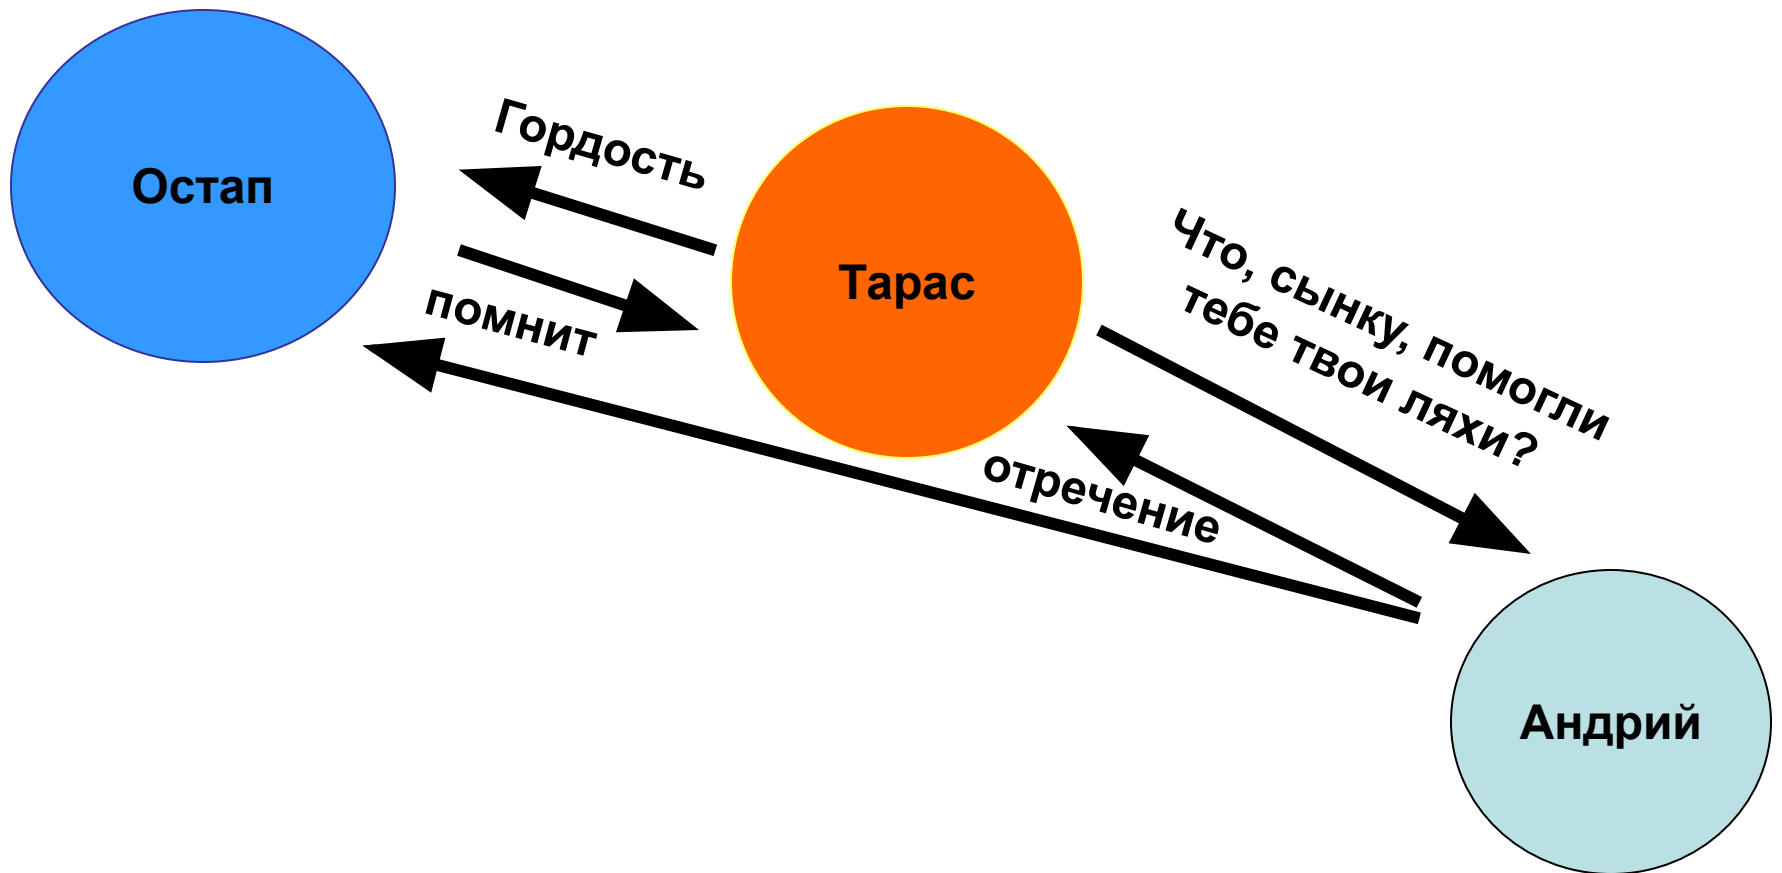 Остап
Гордость
помнит
Тарас
Что, сынку, помогли
тебе твои ляхи?
отречение
Андрий